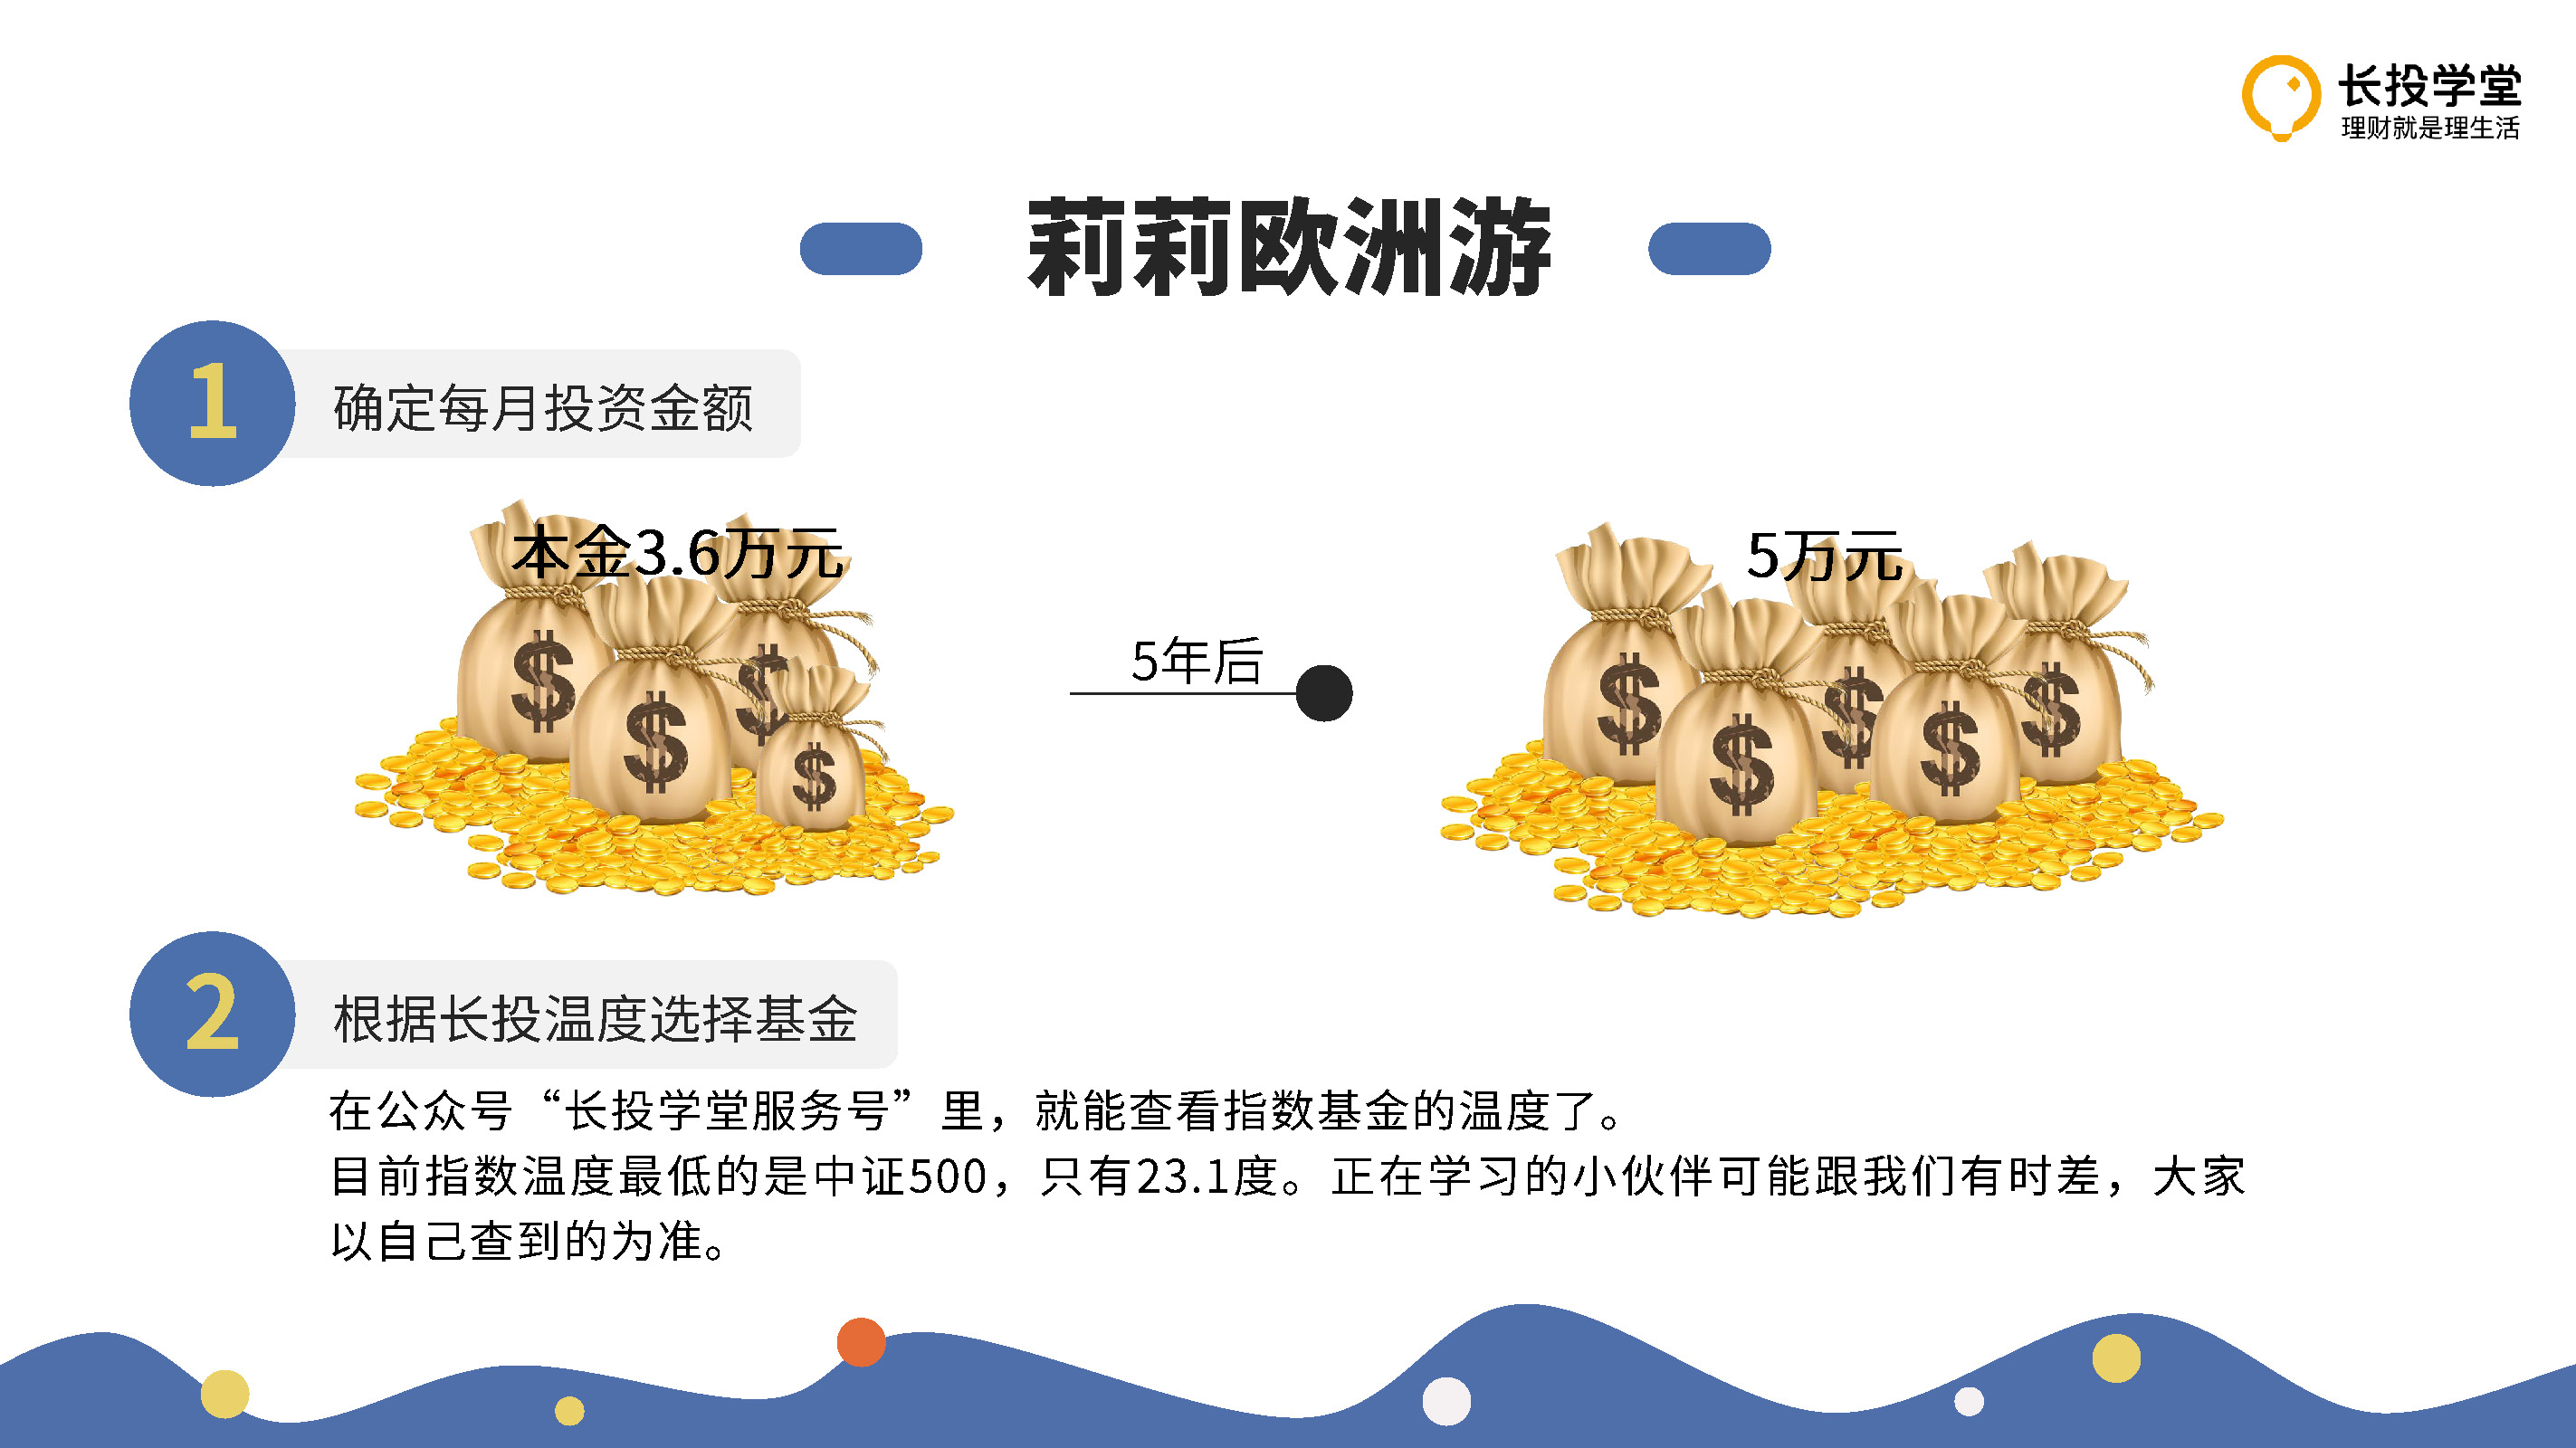 长投学堂
理财就是理生活
莉莉欧洲游
1
确定每月投资金额
本金3.6万元
5万元
5年后
$ $ $ $
$ $ $ $ $
2
根据长投温度选择基金
在公众号“长投学堂服务号”里，就能查看指数基金的温度了。
目前指数温度最低的是中证500，只有23.1度。正在学习的小伙伴可能跟我们有时差，大家
以自己查到的为准。